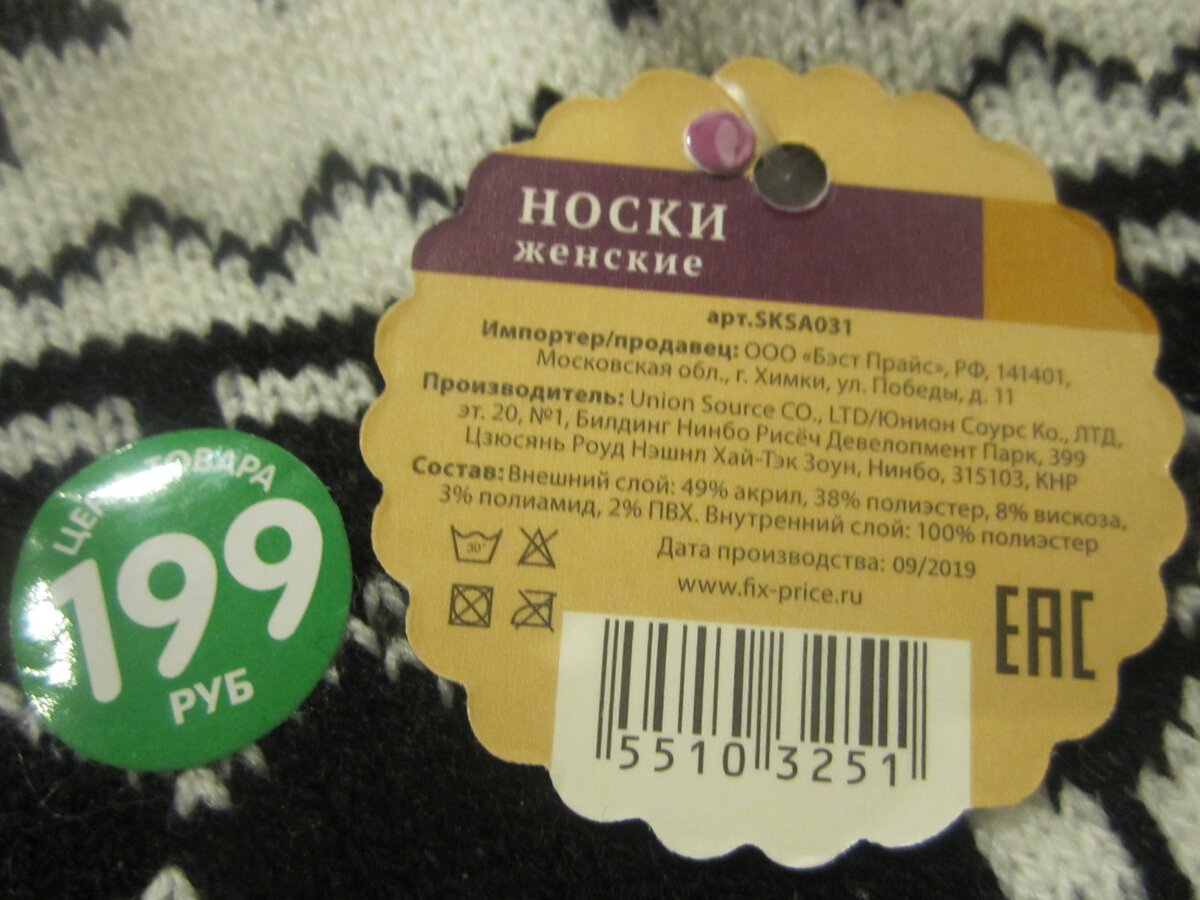 НОСКИ
женские
арт.SKSA031
Импортер/продавец: ООО «Бэст Прайс», РФ, 141401,
Московская обл., г. Химки, ул. Победы, д. 11
Производитель: Union Source CO., LTD/Юнион Соурс Ко., ЛТД,
эт. 20, №1, Билдинг Нинбо Рисёч Девелопмент Парк, 399
Цзюсянь Роуд Нэшнл Хай-Тэк Зоун, Нинбо, 315103, КНР
Состав: Внешний слой: 49% акрил, 38% полиэстер, 8% вискоза,
3% полиамид, 2% ПВХ. Внутренний слой: 100% полиэстер
30°
Дата производства: 09/2019
www.fix-price.ru
EAC
5510 3251
ТОВАРА
199
РУБ